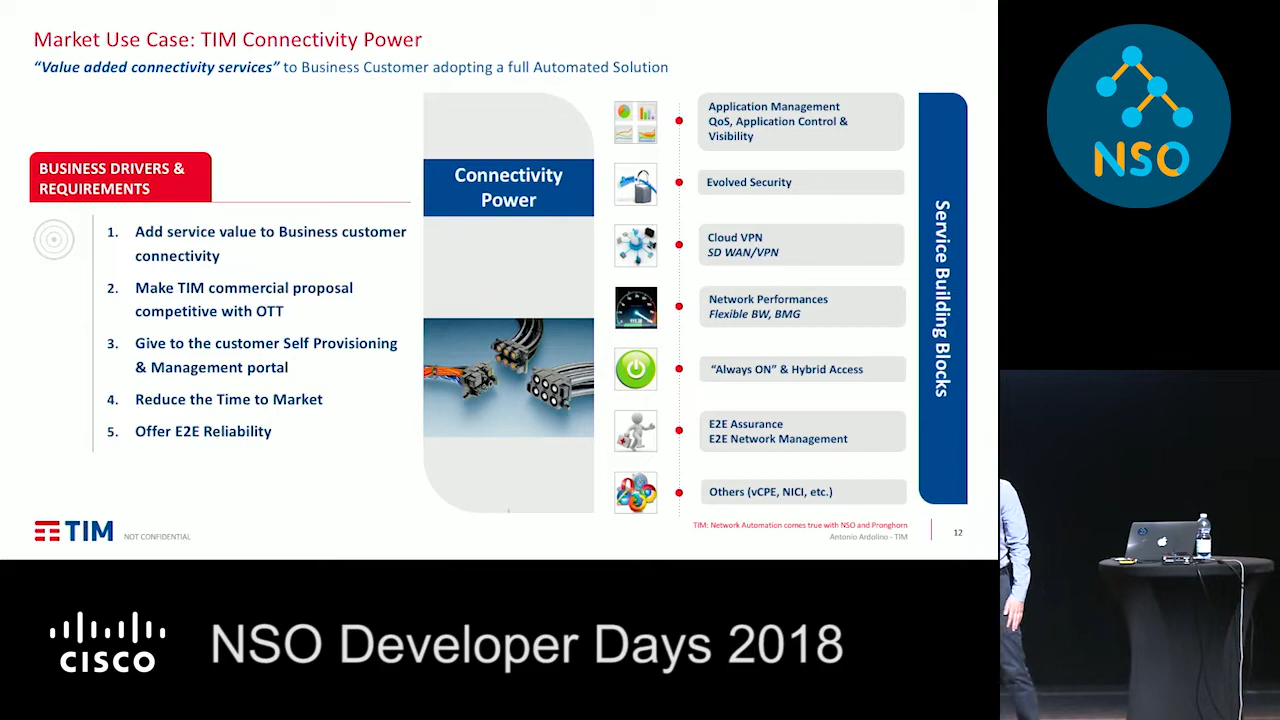 Market Use Case: TIM Connectivity Power
“Value added connectivity services” to Business Customer adopting a full Automated Solution
BUSINESS DRIVERS &
REQUIREMENTS
1. Add service value to Business customer
connectivity
2. Make TIM commercial proposal
competitive with OTT
3. Give to the customer Self Provisioning
& Management portal
4. Reduce the Time to Market
5. Offer E2E Reliability
Connectivity
Power
Application Management
QoS, Application Control &
Visibility
Evolved Security
Cloud VPN
SD WAN/VPN
Network Performances
Flexible BW, BMG
“Always ON” & Hybrid Access
E2E Assurance
E2E Network Management
Others (vCPE, NICI, etc.)
Service Building Blocks
TIM
NOT CONFIDENTIAL
TIM: Network Automation comes true with NSO and Pronghorn
Antonio Ardolino - TIM
12
NSO
CISCO
NSO Developer Days 2018